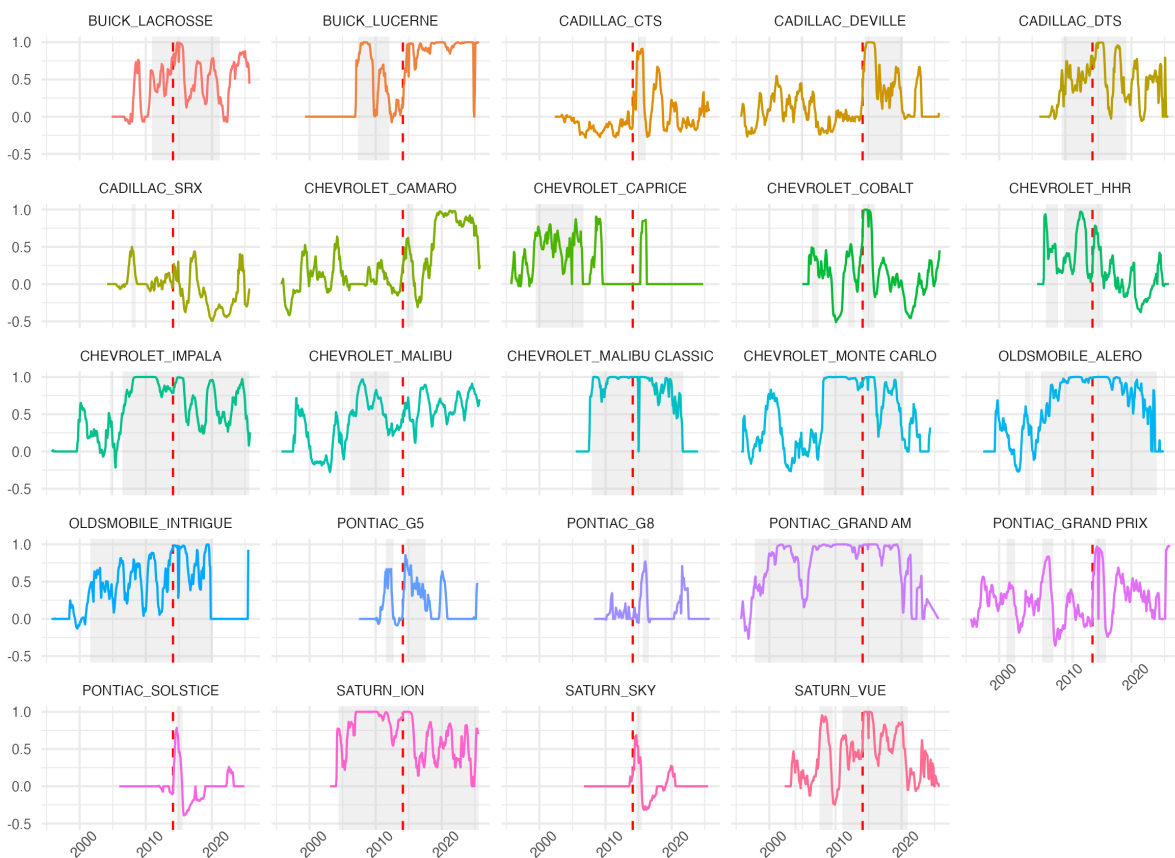 BUICK_LACROSSE BUICK_LUCERNE CADILLAC_CTS CADILLAC_DEVILLE CADILLAC_DTS
1.0
0.5
0.0
-0.5
CADILLAC_SRX CHEVROLET_CAMARO CHEVROLET_CAPRICE CHEVROLET_COBALT CHEVROLET_HHR
1.0
0.5
0.0
-0.5
CHEVROLET_IMPALA CHEVROLET_MALIBU CHEVROLET_MALIBU CLASSIC CHEVROLET_MONTE CARLO OLDSMOBILE_ALERO
1.0
0.5
0.0
-0.5
OLDSMOBILE_INTRIGUE PONTIAC_G5 PONTIAC_G8 PONTIAC_GRAND AM PONTIAC_GRAND PRIX
1.0
0.5
0.0
-0.5
2000 2010 2020
PONTIAC_SOLSTICE SATURN_ION SATURN_SKY SATURN_VUE
1.0
0.5
0.0
-0.5
2000 2010 2020 2000 2010 2020 2000 2010 2020 2000 2010 2020